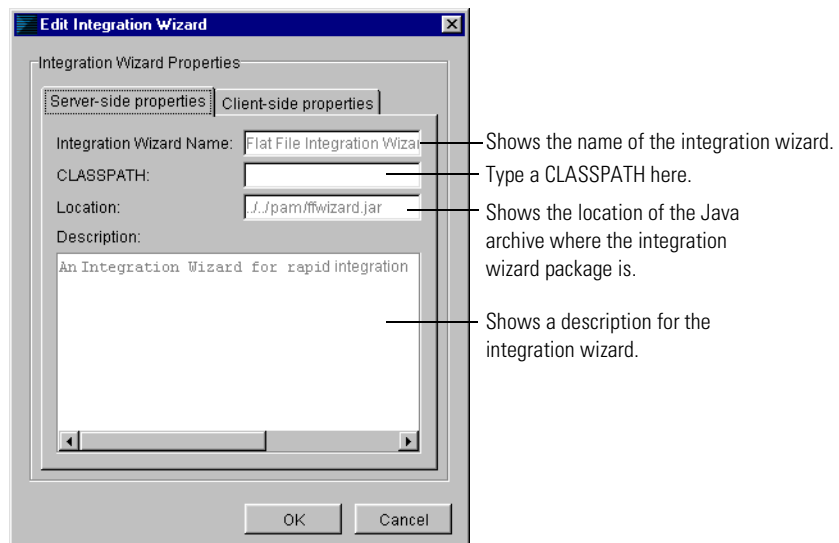 Edit Integration Wizard
Integration Wizard Properties
Server-side properties
Client-side properties
Integration Wizard Name: Flat File Integration Wizar
CLASSPATH:
Location: ../../pam/ffwizard.jar
Description:
An Integration Wizard for rapid integration
OK
Cancel
Shows the name of the integration wizard.
Type a CLASSPATH here.
Shows the location of the Java
archive where the integration
wizard package is.
Shows a description for the
integration wizard.